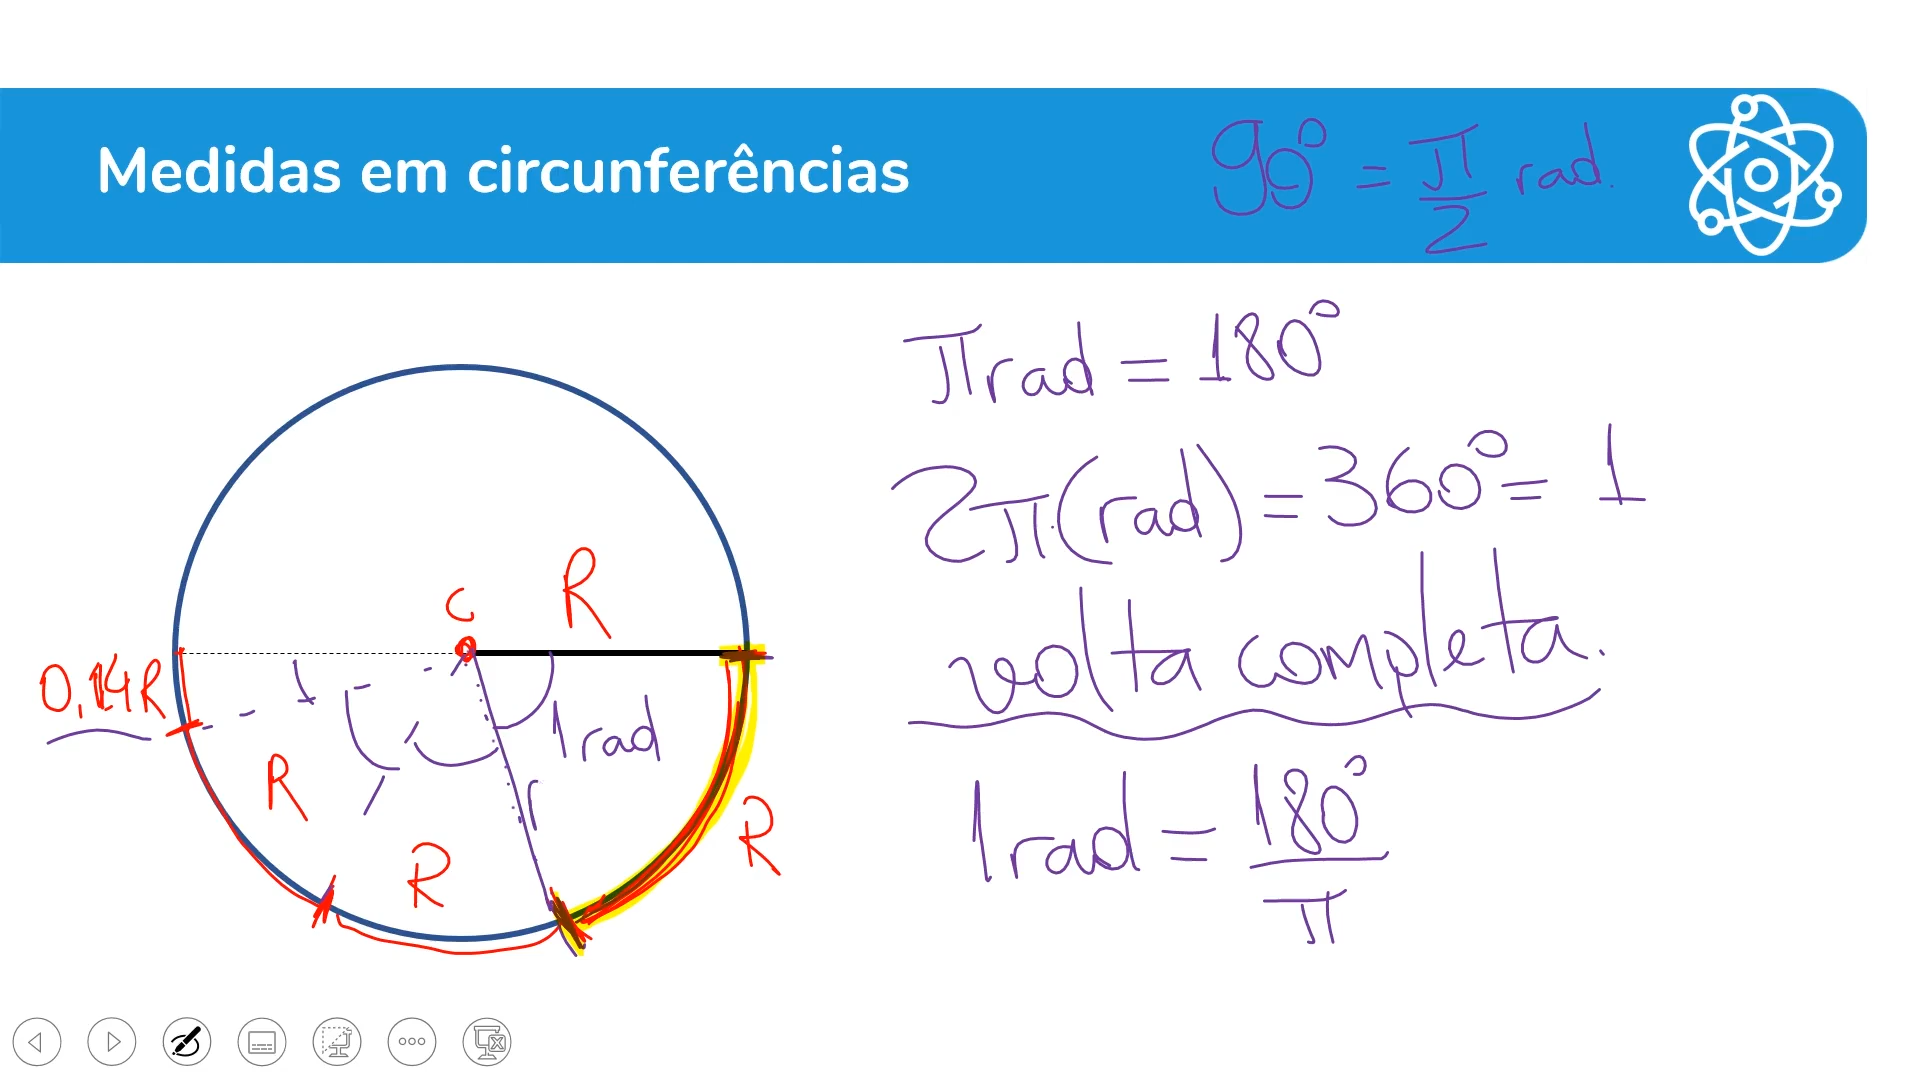 Medidas em circunferências
90° = π/2 rad.
π rad = 180°
2π(rad) = 360° = 1
volta completa.
1 rad = 180°/π
C
R
0,14R
1
1 rad
R
r
R
R